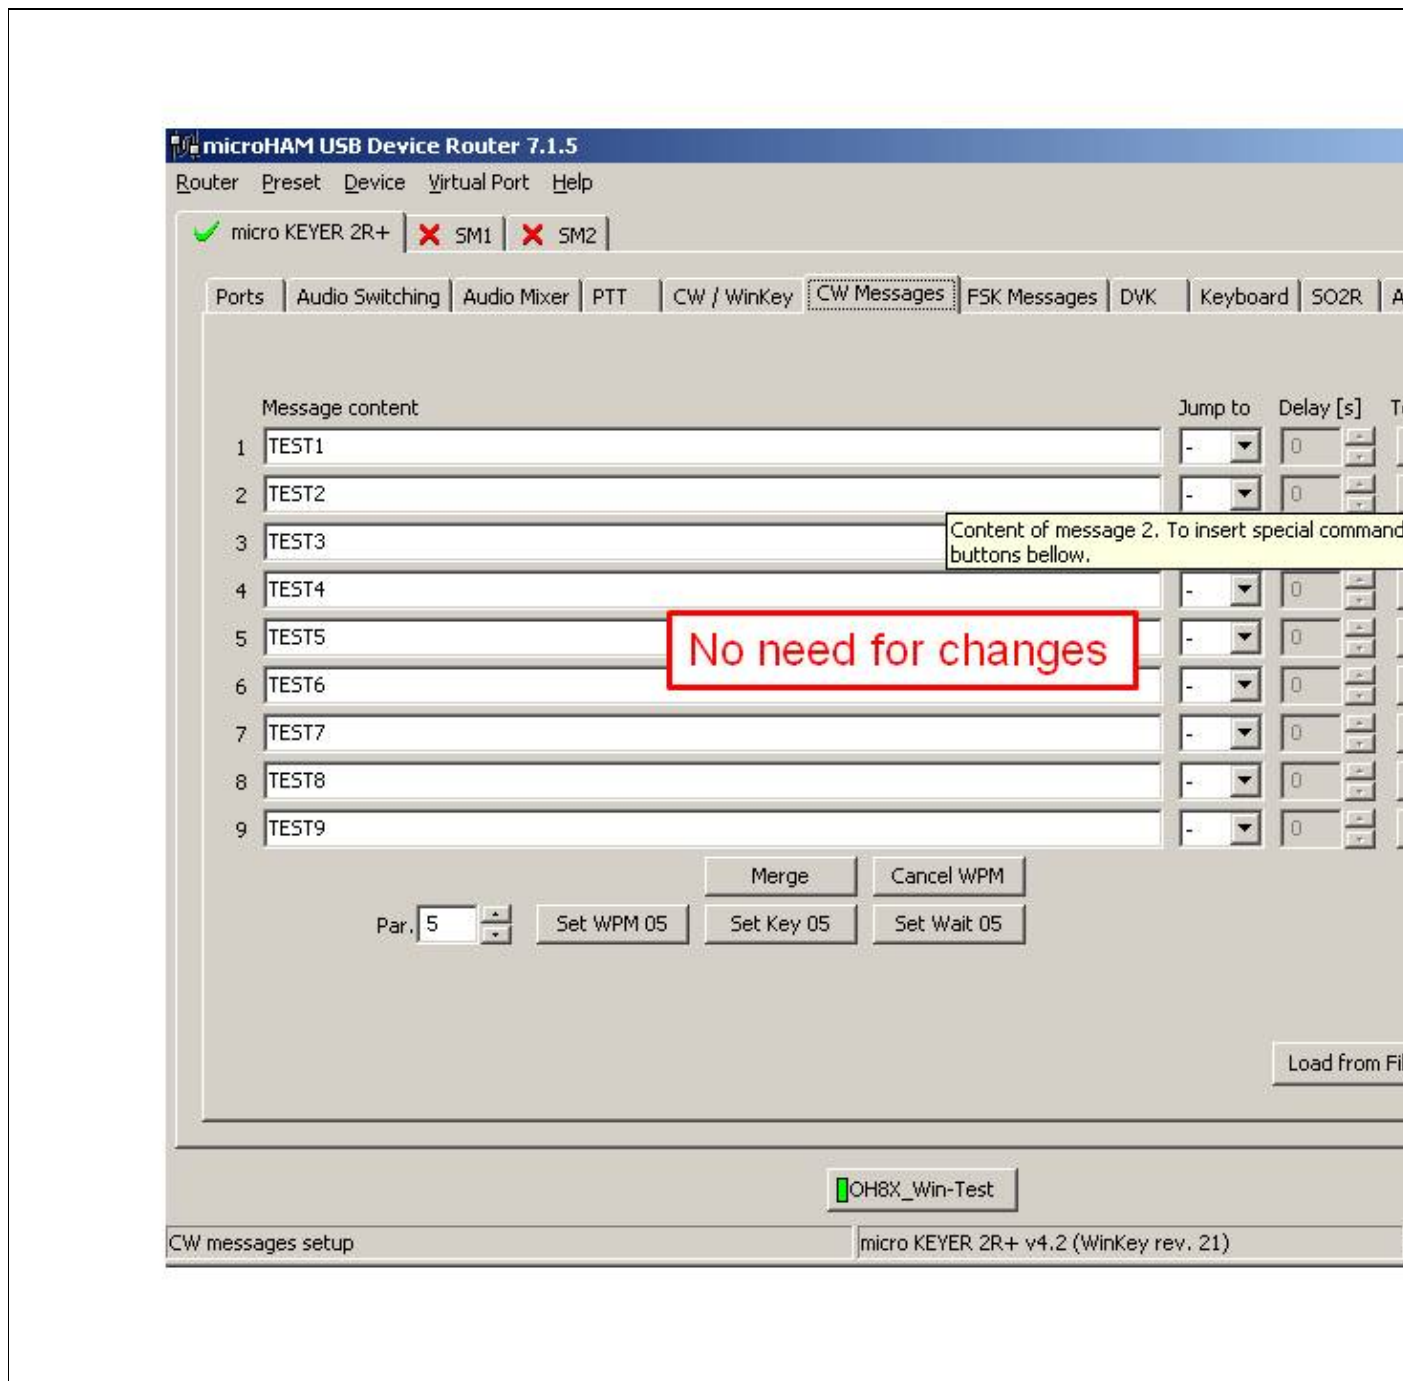 microHAM USB Device Router 7.1.5
Router Preset Device Virtual Port Help
micro KEYER 2R+ SM1 SM2
Ports Audio Switching Audio Mixer PTT CW / WinKey CW Messages FSK Messages DVK Keyboard SO2R A
Message content Jump to Delay [s] T
1 TEST1 - 0
2 TEST2 - 0
Content of message 2. To insert special command
3 TEST3
buttons bellow.
4 TEST4 - 0
5 TEST5 - 0
No need for changes
6 TEST6 - 0
7 TEST7 - 0
8 TEST8 - 0
9 TEST9 - 0
Merge Cancel WPM
Par. 5 Set WPM 05 Set Key 05 Set Wait 05
Load from Fi
OH8X_Win-Test
CW messages setup micro KEYER 2R+ v4.2 (WinKey rev. 21)